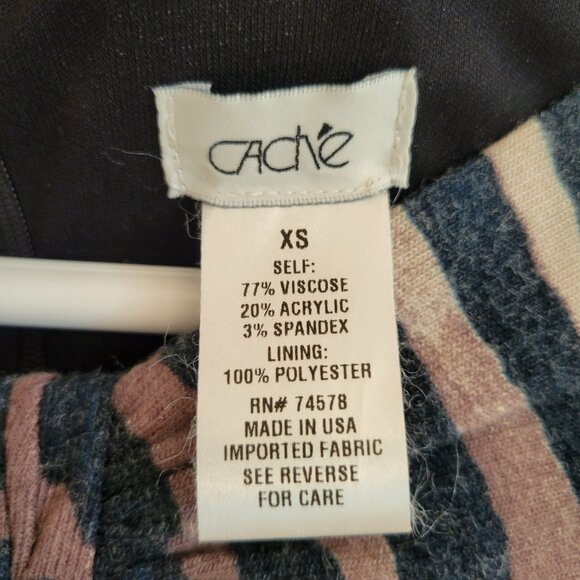 Caché
XS
SELF:
77% VISCOSE
20% ACRYLIC
3% SPANDEX
LINING:
100% POLYESTER
RN# 74578
MADE IN USA
IMPORTED FABRIC
SEE REVERSE
FOR CARE